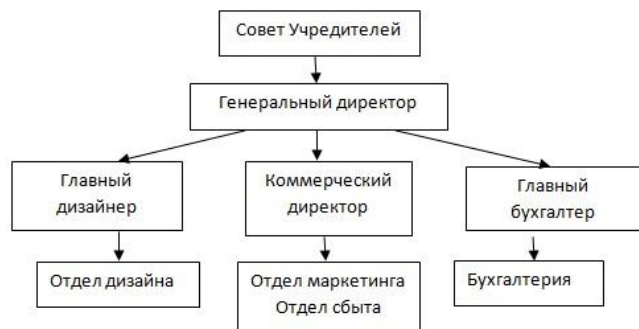 Совет Учредителей
Генеральный директор
Главный
дизайнер
Коммерческий
директор
Главный
бухгалтер
Отдел дизайна
Отдел маркетинга
Отдел сбыта
Бухгалтерия